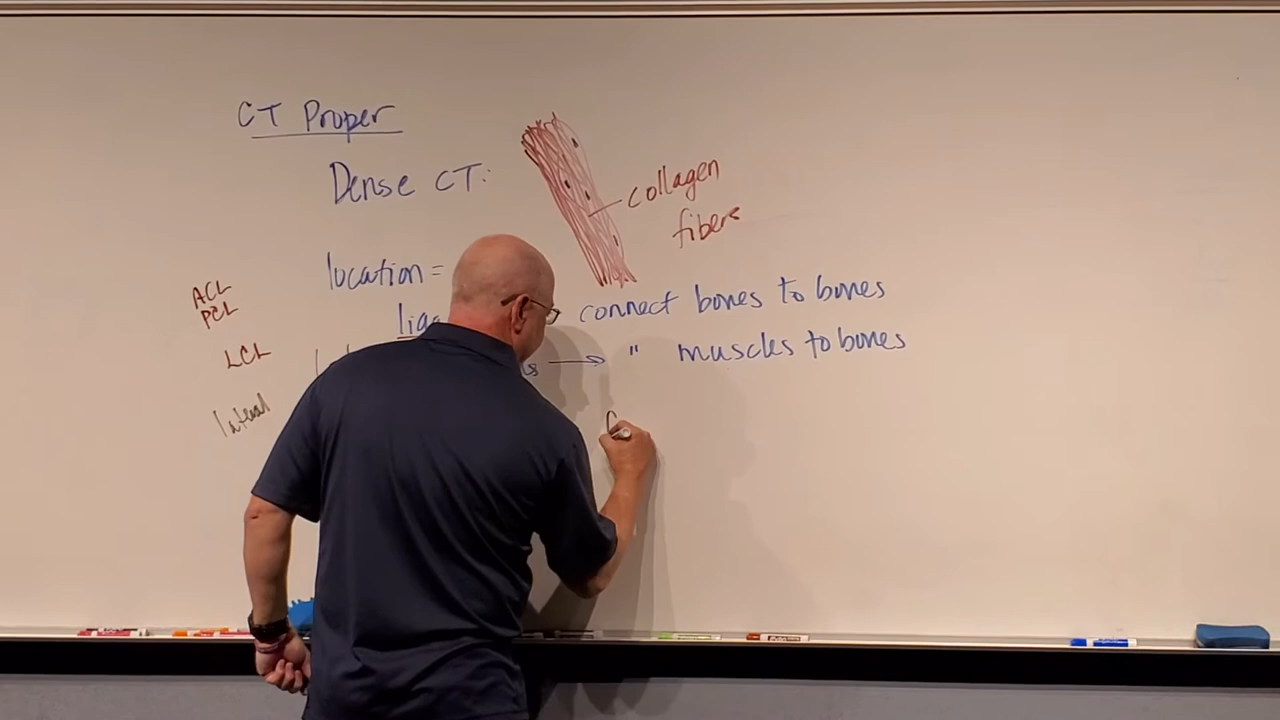 CT Proper
Dense CT:
collagen
fibers
location =
ACL
PCL
connect bones to bones
LCL
" muscles to bones
lateral